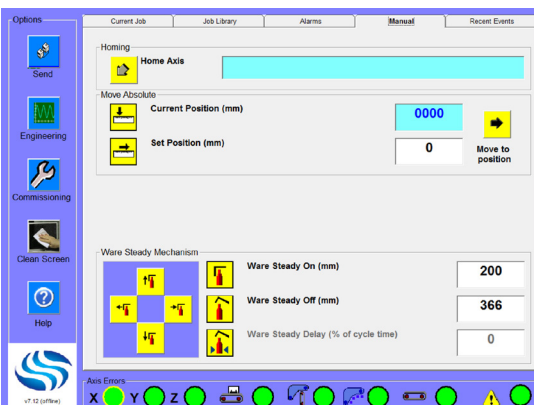 Options
Current Job
Job Library
Alarms
Manual
Recent Events
Send
Engineering
Commissioning
Clean Screen
Help
v7.12 (offline)
Homing
Home Axis
Move Absolute
Current Position (mm)
0000
Set Position (mm)
0
Move to
position
Ware Steady Mechanism
Ware Steady On (mm)
200
Ware Steady Off (mm)
366
Ware Steady Delay (% of cycle time)
0
Axis Errors
X Y Z